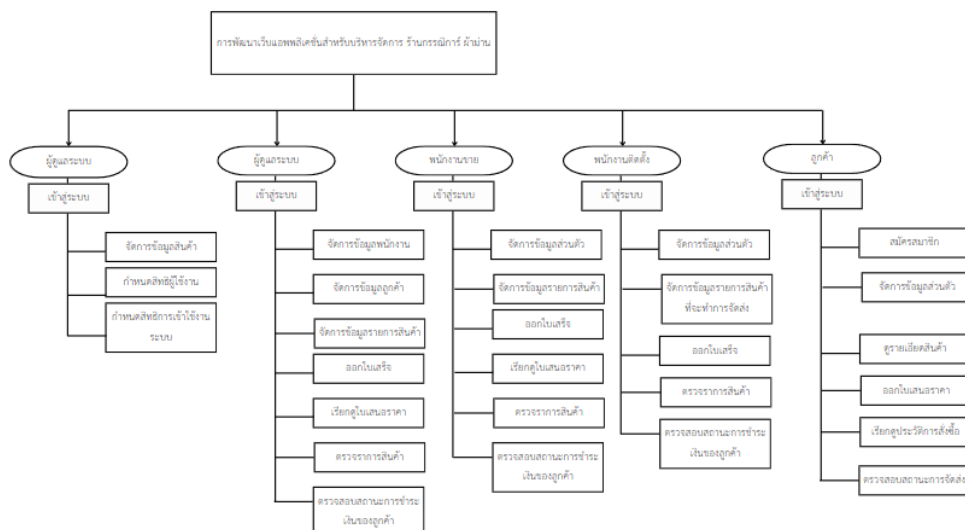 การพัฒนาเว็บแอพพลิเคชั่นสำหรับบริหารจัดการ ร้านกรรณิการ์ ผ้าม่าน
ผู้ดูแลระบบ
เข้าสู่ระบบ
จัดการข้อมูลสินค้า
กำหนดสิทธิผู้ใช้งาน
กำหนดสิทธิการเข้าใช้งาน
ระบบ
ผู้ดูแลระบบ
เข้าสู่ระบบ
จัดการข้อมูลพนักงาน
จัดการข้อมูลลูกค้า
จัดการข้อมูลรายการสินค้า
ออกใบเสร็จ
เรียกดูใบเสนอราคา
ตรวจราการสินค้า
ตรวจสอบสถานะการชำระ
เงินของลูกค้า
พนักงานขาย
เข้าสู่ระบบ
จัดการข้อมูลส่วนตัว
จัดการข้อมูลรายการสินค้า
ออกใบเสร็จ
เรียกดูใบเสนอราคา
ตรวจราการสินค้า
ตรวจสอบสถานะการชำระ
เงินของลูกค้า
พนักงานติดตั้ง
เข้าสู่ระบบ
จัดการข้อมูลส่วนตัว
จัดการข้อมูลรายการสินค้า
ที่จะทำการจัดส่ง
ออกใบเสร็จ
ตรวจราการสินค้า
ตรวจสอบสถานะการชำระ
เงินของลูกค้า
ลูกค้า
เข้าสู่ระบบ
สมัครสมาชิก
จัดการข้อมูลส่วนตัว
ดูรายเอียดสินค้า
ออกใบเสนอราคา
เรียกดูประวัติการสั่งซื้อ
ตรวจสอบสถานะการจัดส่ง